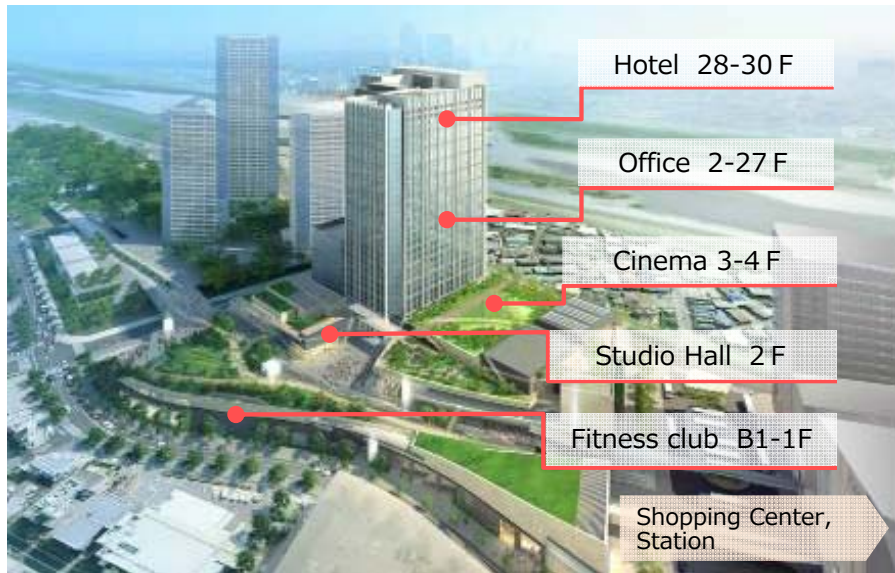 Hotel 28-30 F
Office 2-27 F
Cinema 3-4 F
Studio Hall 2 F
Fitness club B1-1F
Shopping Center,
Station